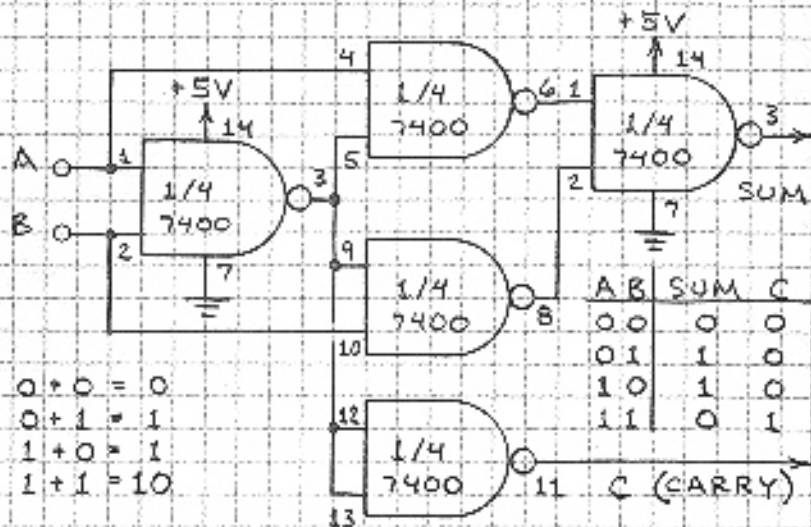 +5V
14
4
1/4
7400
6
1
+5V
14
1/4
7400
3
A
1
5
1/4
7400
3
2
SUM
B
2
7
7
9
1/4
7400
8
10
A B SUM C
0 0 0 0
0 1 1 0
1 0 1 0
1 1 0 1
0 + 0 = 0
0 + 1 = 1
1 + 0 = 1
1 + 1 = 10
12
1/4
7400
11
C (CARRY)
13